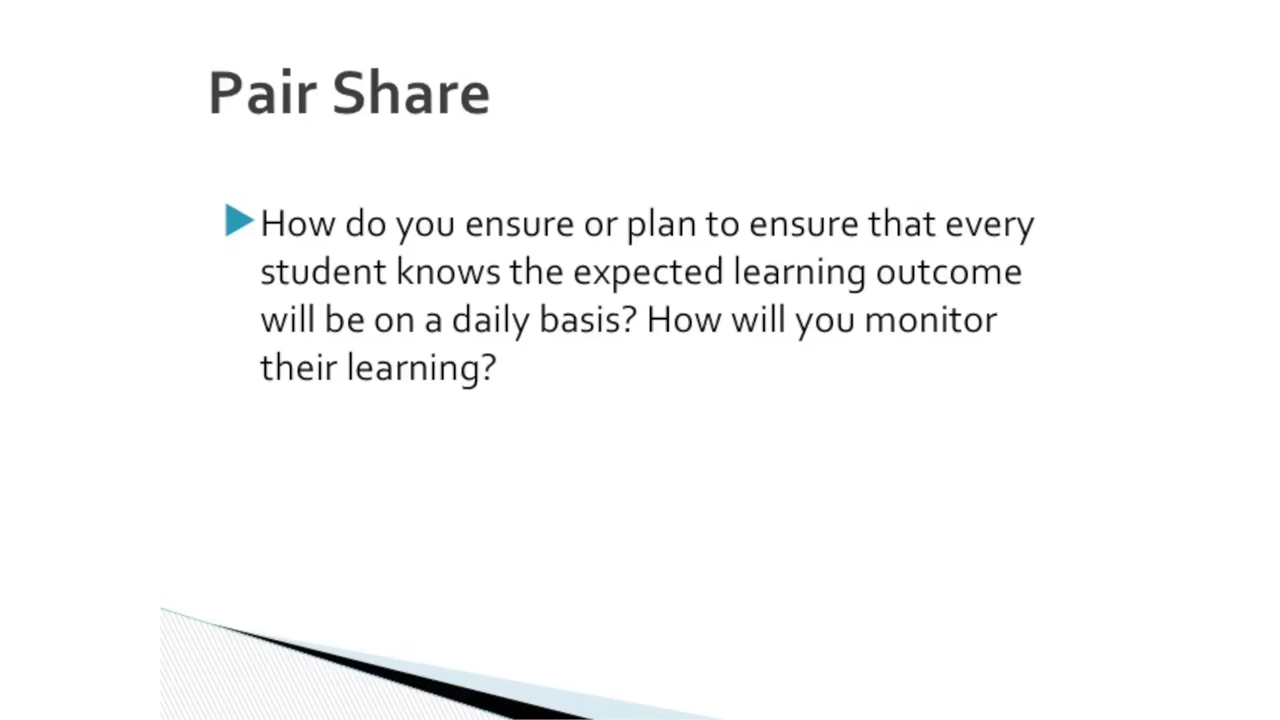 Pair Share
How do you ensure or plan to ensure that every
student knows the expected learning outcome
will be on a daily basis? How will you monitor
their learning?